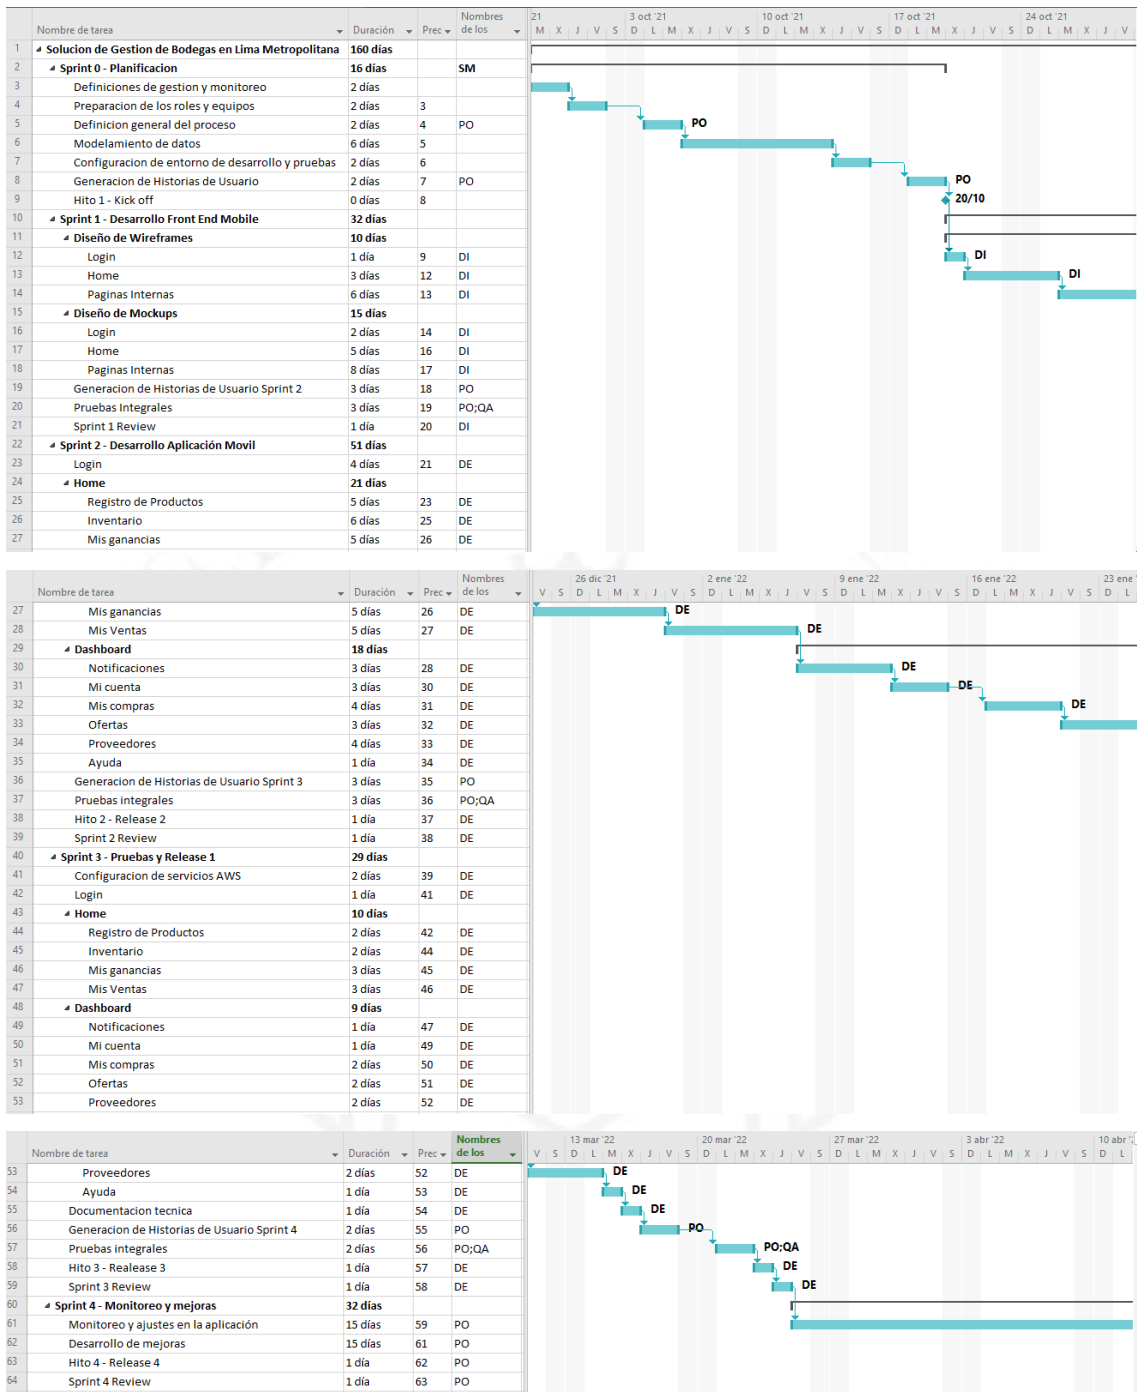 Nombre de tarea Duración Prec Nombres de los 21 3 oct '21 10 oct '21 17 oct '21 24 oct '21
M X J V S D L M X J V S D L M X J V S D L M X J V S D L M X J V
1 Solucion de Gestion de Bodegas en Lima Metropolitana 160 días
2 Sprint 0 - Planificacion 16 días SM
3 Definiciones de gestion y monitoreo 2 días
4 Preparacion de los roles y equipos 2 días 3
5 Definicion general del proceso 2 días 4 PO PO
6 Modelamiento de datos 6 días 5
7 Configuracion de entorno de desarrollo y pruebas 2 días 6
8 Generacion de Historias de Usuario 2 días 7 PO PO
9 Hito 1 - Kick off 0 días 8 20/10
10 Sprint 1 - Desarrollo Front End Mobile 32 días
11 Diseño de Wireframes 10 días
12 Login 1 día 9 DI DI
13 Home 3 días 12 DI DI
14 Paginas Internas 6 días 13 DI
15 Diseño de Mockups 15 días
16 Login 2 días 14 DI
17 Home 5 días 16 DI
18 Paginas Internas 8 días 17 DI
19 Generacion de Historias de Usuario Sprint 2 3 días 18 PO
20 Pruebas Integrales 3 días 19 PO;QA
21 Sprint 1 Review 1 día 20 DI
22 Sprint 2 - Desarrollo Aplicación Movil 51 días
23 Login 4 días 21 DE
24 Home 21 días
25 Registro de Productos 5 días 23 DE
26 Inventario 6 días 25 DE
27 Mis ganancias 5 días 26 DE
Nombre de tarea Duración Prec Nombres de los 26 dic '21 2 ene '22 9 ene '22 16 ene '22 23 ene '
V S D L M X J V S D L M X J V S D L M X J V S D L M X J V S D L
27 Mis ganancias 5 días 26 DE DE
28 Mis Ventas 5 días 27 DE DE
29 Dashboard 18 días
30 Notificaciones 3 días 28 DE DE
31 Mi cuenta 3 días 30 DE DE
32 Mis compras 4 días 31 DE DE
33 Ofertas 3 días 32 DE
34 Proveedores 4 días 33 DE
35 Ayuda 1 día 34 DE
36 Generacion de Historias de Usuario Sprint 3 3 días 35 PO
37 Pruebas integrales 3 días 36 PO;QA
38 Hito 2 - Release 2 1 día 37 DE
39 Sprint 2 Review 1 día 38 DE
40 Sprint 3 - Pruebas y Release 1 29 días
41 Configuracion de servicios AWS 2 días 39 DE
42 Login 1 día 41 DE
43 Home 10 días
44 Registro de Productos 2 días 42 DE
45 Inventario 2 días 44 DE
46 Mis ganancias 3 días 45 DE
47 Mis Ventas 3 días 46 DE
48 Dashboard 9 días
49 Notificaciones 1 día 47 DE
50 Mi cuenta 1 día 49 DE
51 Mis compras 2 días 50 DE
52 Ofertas 2 días 51 DE
53 Proveedores 2 días 52 DE
Nombre de tarea Duración Prec Nombres de los 13 mar '22 20 mar '22 27 mar '22 3 abr '22 10 abr '
V S D L M X J V S D L M X J V S D L M X J V S D L M X J V S D L
53 Proveedores 2 días 52 DE DE
54 Ayuda 1 día 53 DE DE
55 Documentacion tecnica 1 día 54 DE DE
56 Generacion de Historias de Usuario Sprint 4 2 días 55 PO PO
57 Pruebas integrales 2 días 56 PO;QA PO;QA
58 Hito 3 - Realease 3 1 día 57 DE DE
59 Sprint 3 Review 1 día 58 DE DE
60 Sprint 4 - Monitoreo y mejoras 32 días
61 Monitoreo y ajustes en la aplicación 15 días 59 PO
62 Desarrollo de mejoras 15 días 61 PO
63 Hito 4 - Release 4 1 día 62 PO
64 Sprint 4 Review 1 día 63 PO